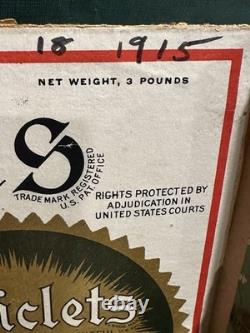 18 1915
NET WEIGHT, 3 POUNDS
S
TRADE MARK REGISTERED
U.S. PAT. OFFICE
RIGHTS PROTECTED BY
ADJUDICATION IN
UNITED STATES COURTS
iclets